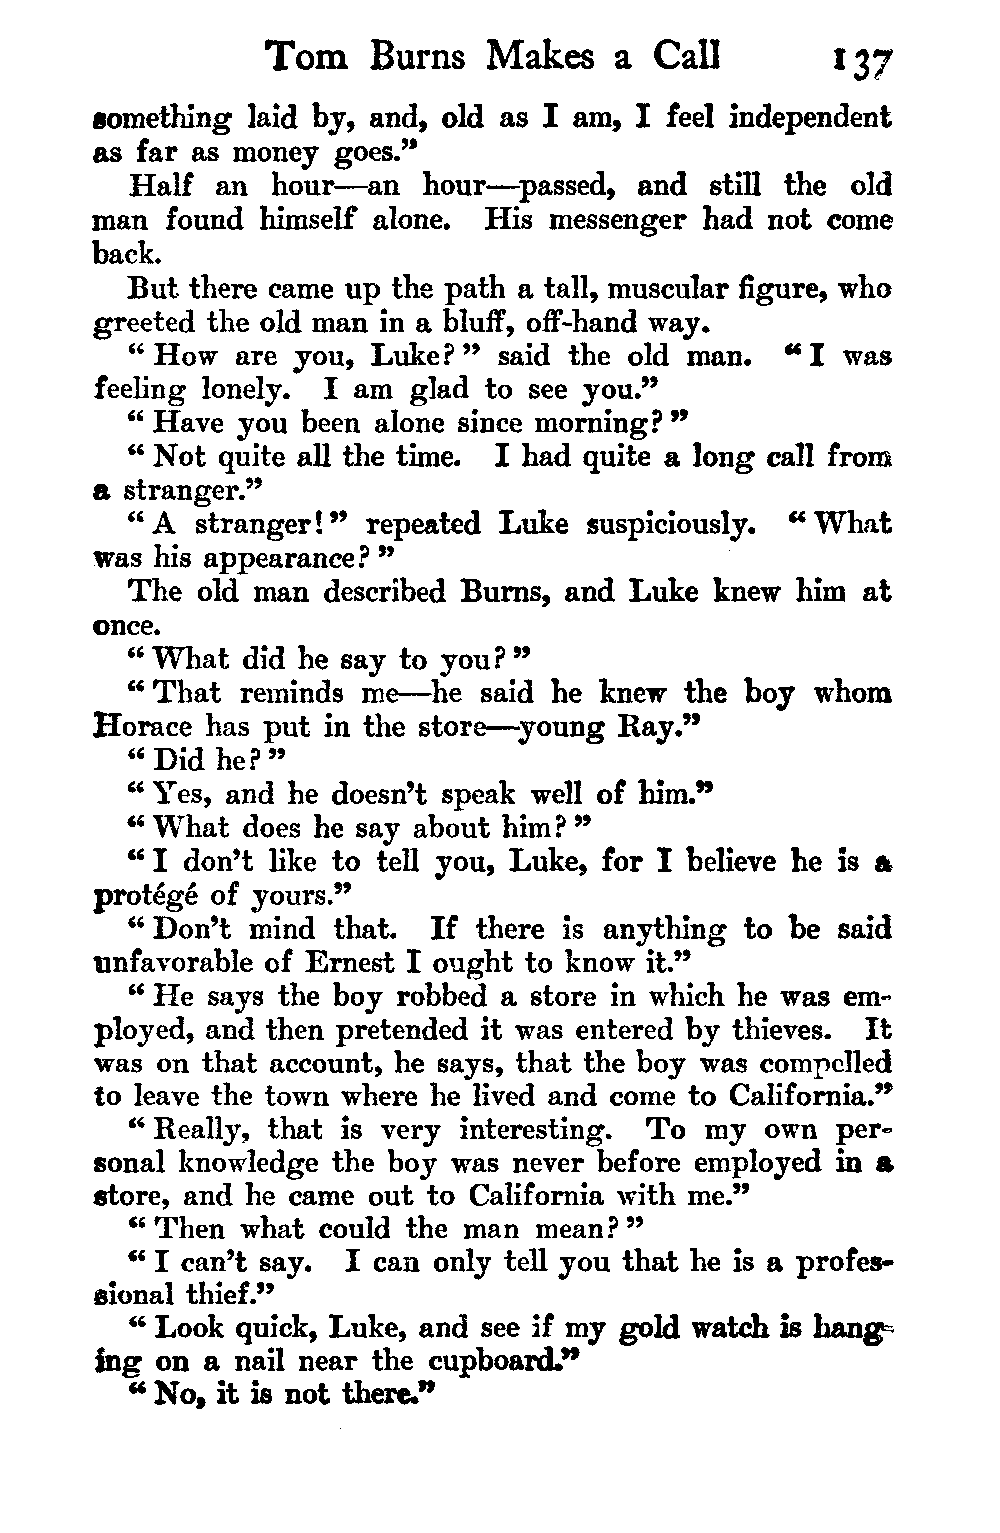 Tom Burns Makes a Call 137
something laid by, and, old as I am, I feel independent
as far as money goes.”
Half an hour—an hour—passed, and still the old
man found himself alone. His messenger had not come
back.
But there came up the path a tall, muscular figure, who
greeted the old man in a bluff, off-hand way.
“How are you, Luke?” said the old man. “I was
feeling lonely. I am glad to see you.”
“Have you been alone since morning?”
“Not quite all the time. I had quite a long call from
a stranger.”
“A stranger!” repeated Luke suspiciously. “What
was his appearance?”
The old man described Burns, and Luke knew him at
once.
“What did he say to you?”
“That reminds me—he said he knew the boy whom
Horace has put in the store—young Ray.”
“Did he?”
“Yes, and he doesn’t speak well of him.”
“What does he say about him?”
“I don’t like to tell you, Luke, for I believe he is a
protégé of yours.”
“Don’t mind that. If there is anything to be said
unfavorable of Ernest I ought to know it.”
“He says the boy robbed a store in which he was em-
ployed, and then pretended it was entered by thieves. It
was on that account, he says, that the boy was compelled
to leave the town where he lived and come to California.”
“Really, that is very interesting. To my own per-
sonal knowledge the boy was never before employed in a
store, and he came out to California with me.”
“Then what could the man mean?”
“I can’t say. I can only tell you that he is a profes-
sional thief.”
“Look quick, Luke, and see if my gold watch is hang-
ing on a nail near the cupboard.”
“No, it is not there.”